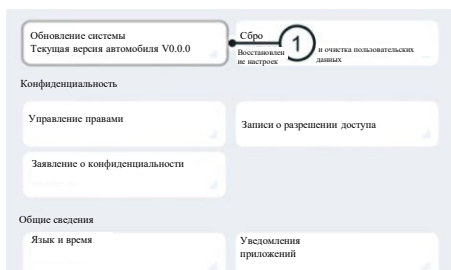 Обновление системы
Текущая версия автомобиля V0.0.0
Сбро
1
Восстановлен
ие настроек
и очистка пользовательских
данных
Конфиденциальность
Управление правами
Записи о разрешении доступа
Заявление о конфиденциальности
Общие сведения
Язык и время
Уведомления
приложений